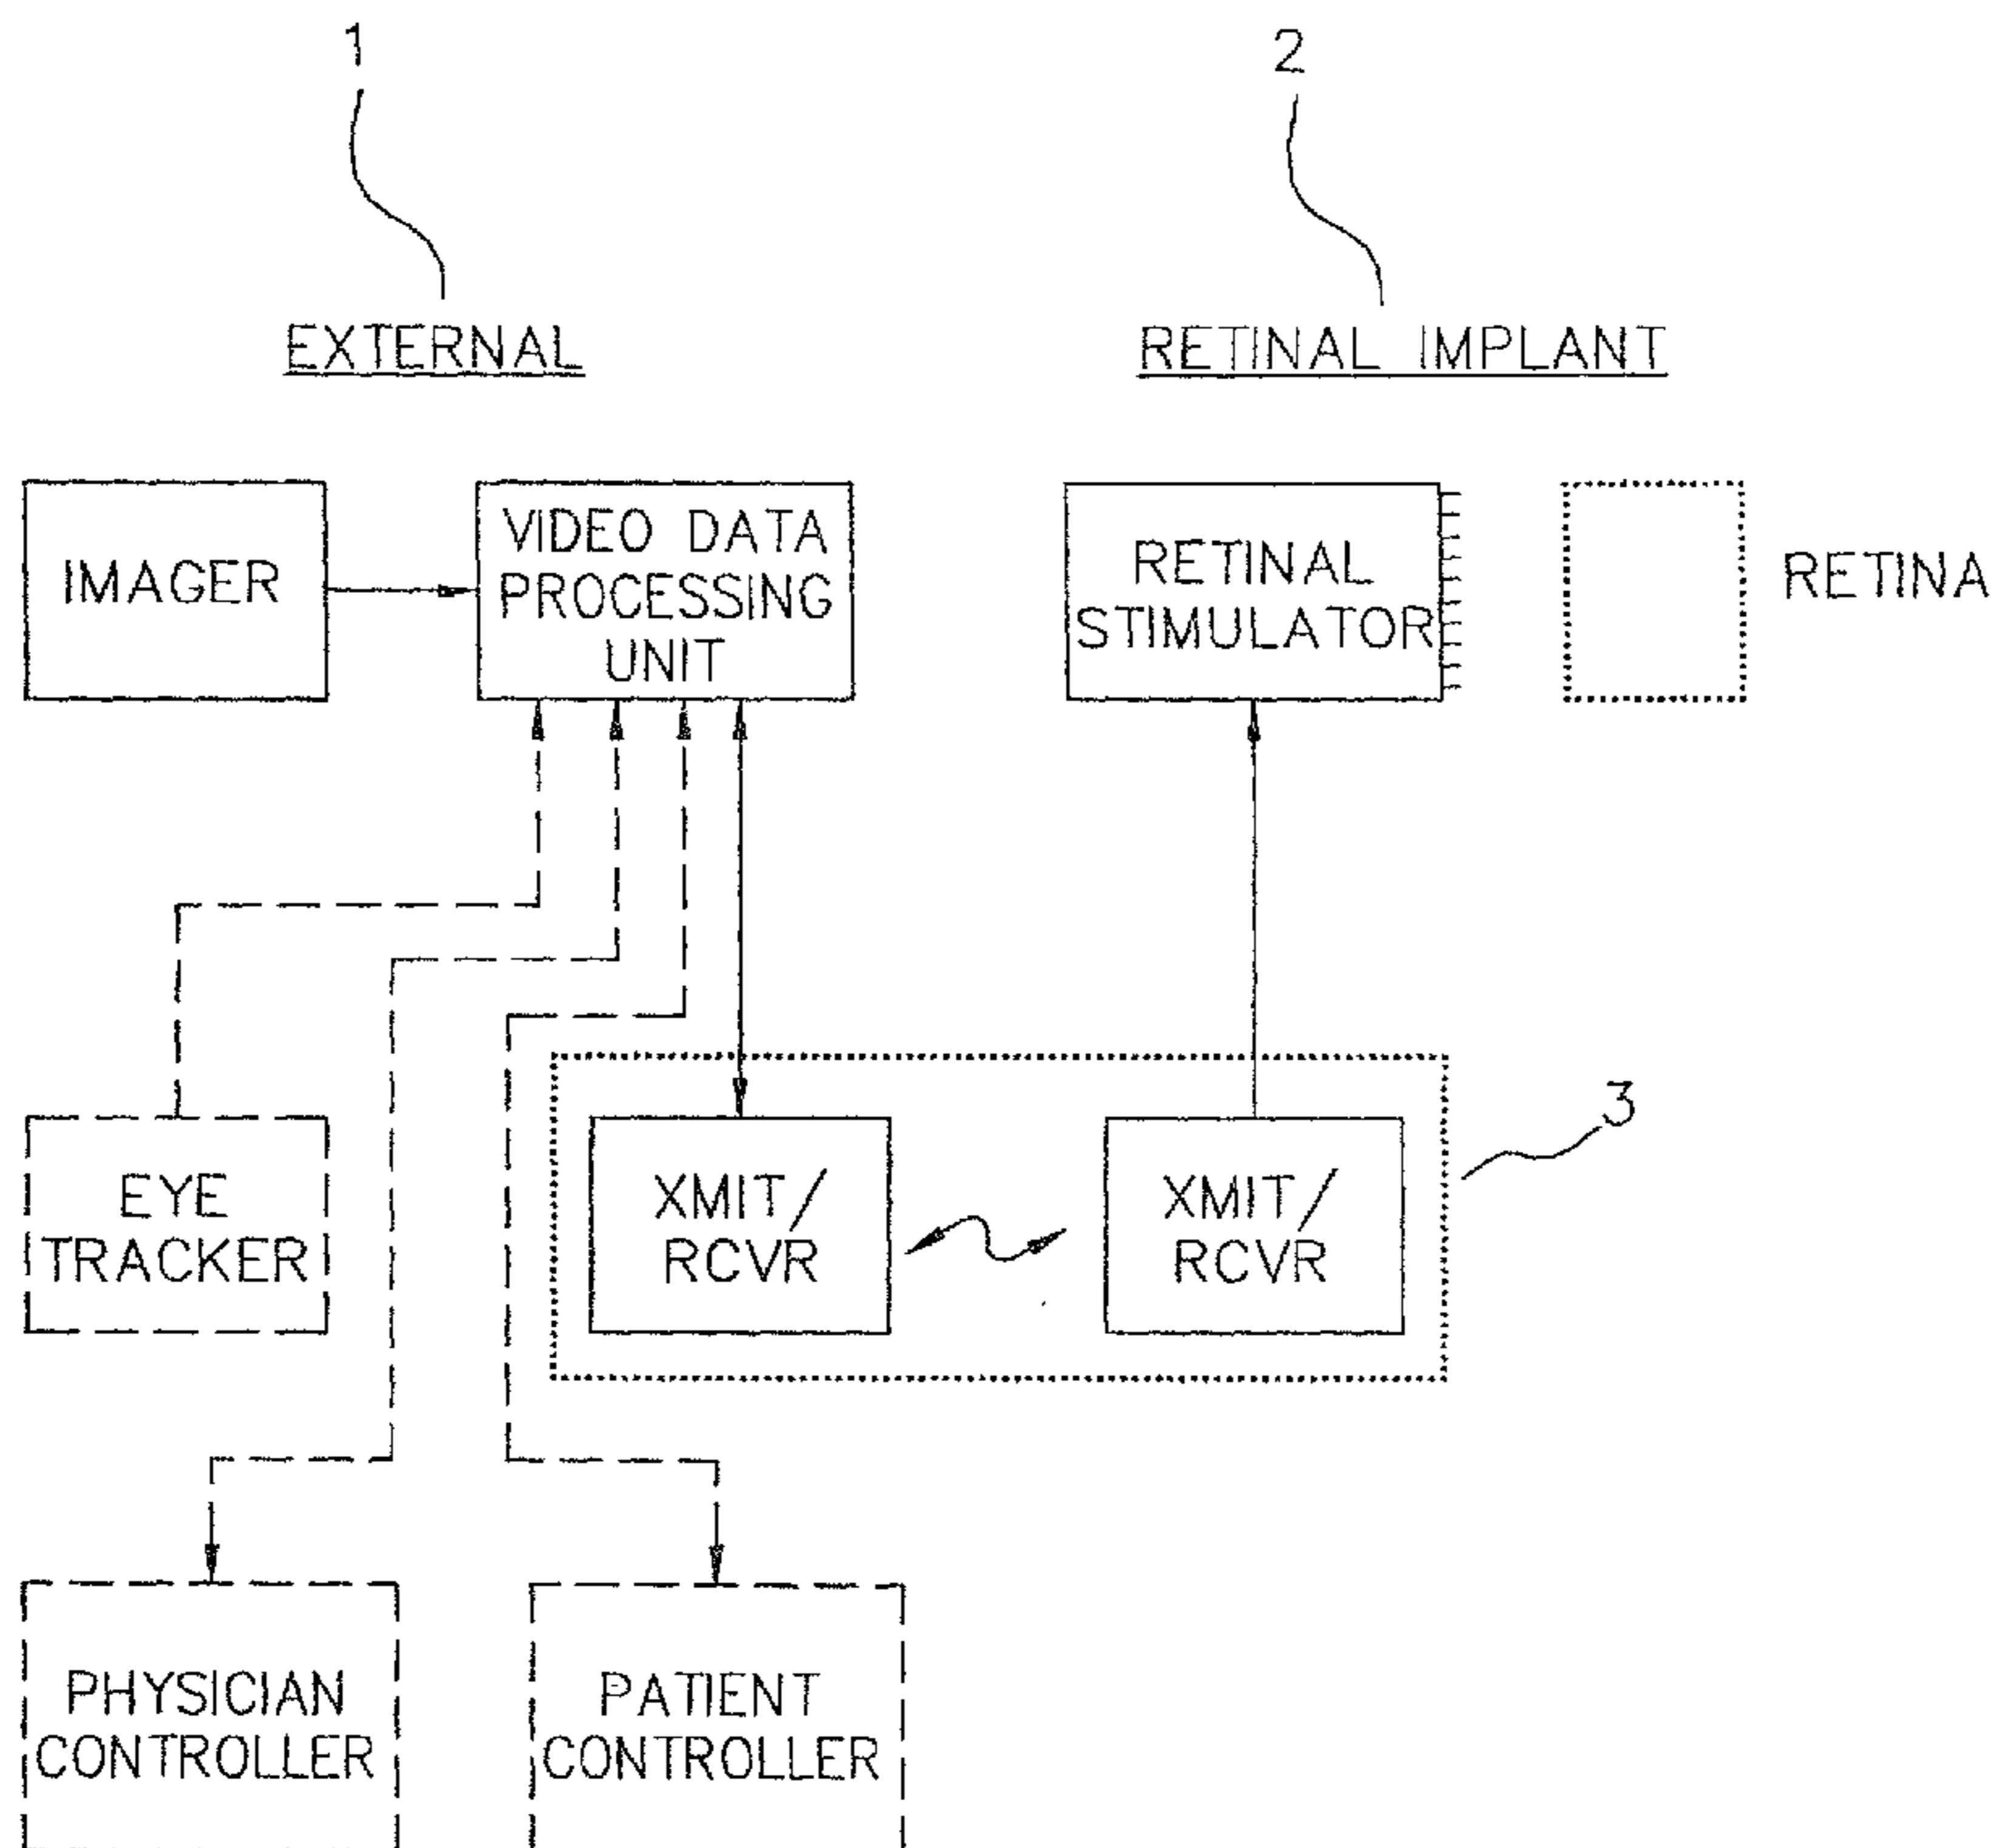 1
2
EXTERNAL
RETINAL IMPLANT
IMAGER
VIDEO DATA
PROCESSING
UNIT
RETINAL
STIMULATOR
RETINA
3
EYE
TRACKER
XMIT/
RCVR
XMIT/
RCVR
PHYSICIAN
CONTROLLER
PATIENT
CONTROLLER